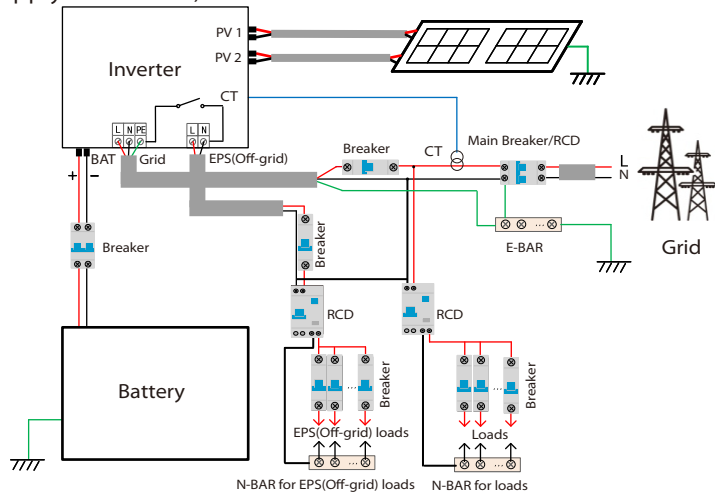 PV 1
PV 2
Inverter
CT
L N PE
L N
BAT Grid EPS(Off-grid)
+ −
Breaker
CT
Main Breaker/RCD
L
N
Grid
E-BAR
Breaker
Breaker
RCD
RCD
Battery
...
Breaker
...
Breaker
EPS(Off-grid) loads
Loads
...
...
...
N-BAR for EPS(Off-grid) loads
N-BAR for loads